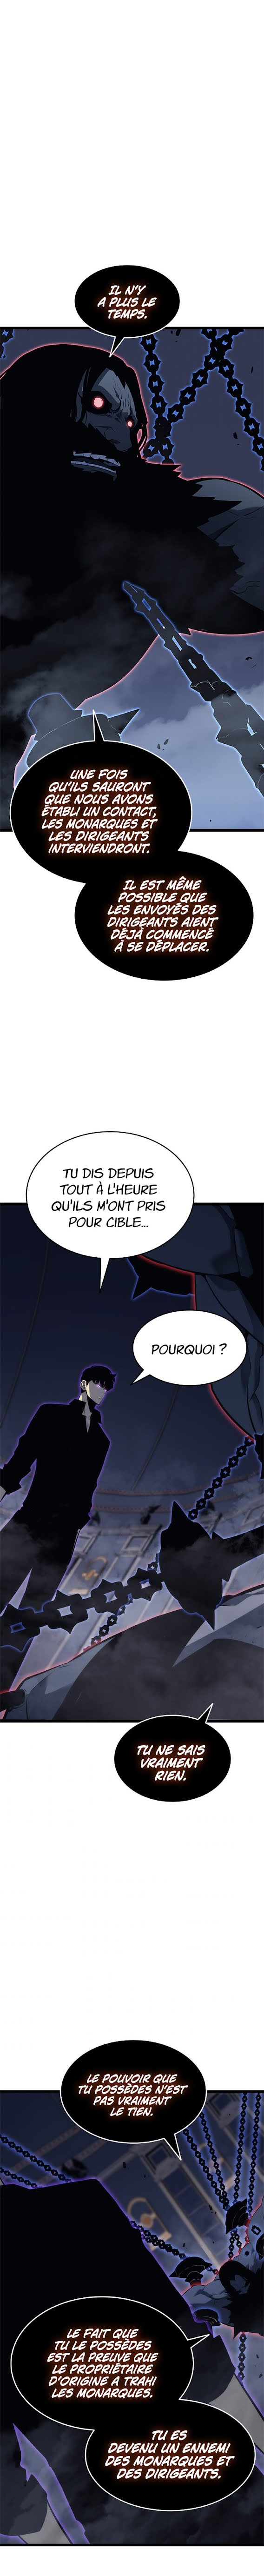 IL N'Y
A PLUS LE
TEMPS.
UNE FOIS
QU'ILS SAURONT
QUE NOUS AVONS
ÉTABLI UN CONTACT,
LES MONARQUES ET
LES DIRIGEANTS
INTERVIENDRONT.
IL EST MÊME
POSSIBLE QUE
LES ENVOYÉS DES
DIRIGEANTS AIENT
DÉJÀ COMMENCÉ
À SE DÉPLACER.
TU DIS DEPUIS
TOUT À L'HEURE
QU'ILS M'ONT PRIS
POUR CIBLE...
POURQUOI ?
TU NE SAIS
VRAIMENT
RIEN.
LE POUVOIR QUE
TU POSSÈDES N'EST
PAS VRAIMENT
LE TIEN.
LE FAIT QUE
TU LE POSSÈDES
EST LA PREUVE QUE
LE PROPRIÉTAIRE
D'ORIGINE A TRAHI
LES MONARQUES.
TU ES
DEVENU UN ENNEMI
DES MONARQUES ET
DES DIRIGEANTS.